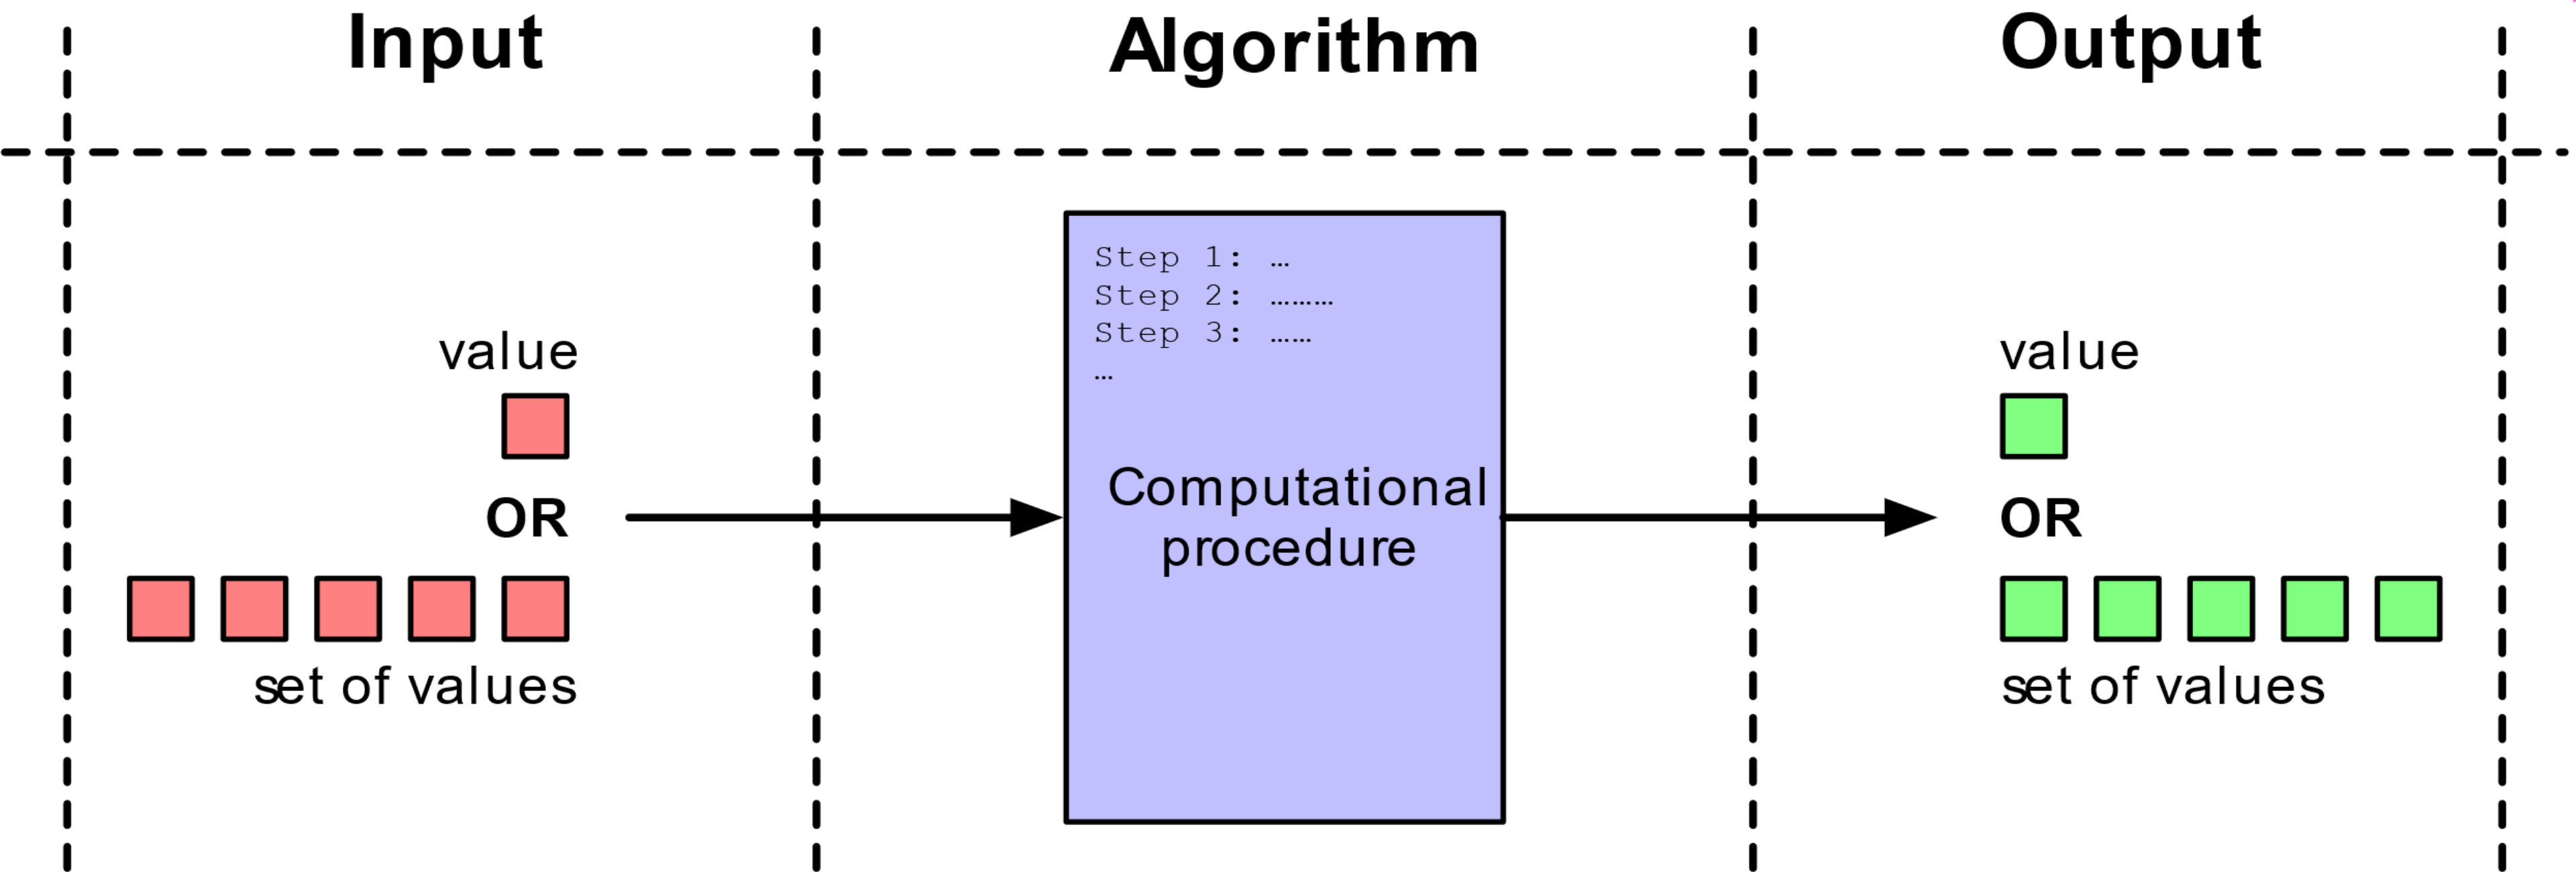 Input
Algorithm
Output
value
OR
set of values
Step 1: …
Step 2: ………
Step 3: ……
…
Computational
procedure
value
OR
set of values